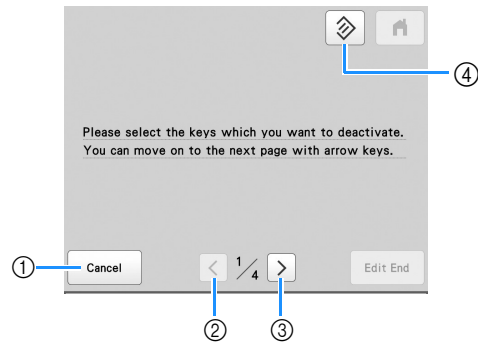 ④
Please select the keys which you want to deactivate.
You can move on to the next page with arrow keys.
① Cancel < 1/4 > Edit End
② ③